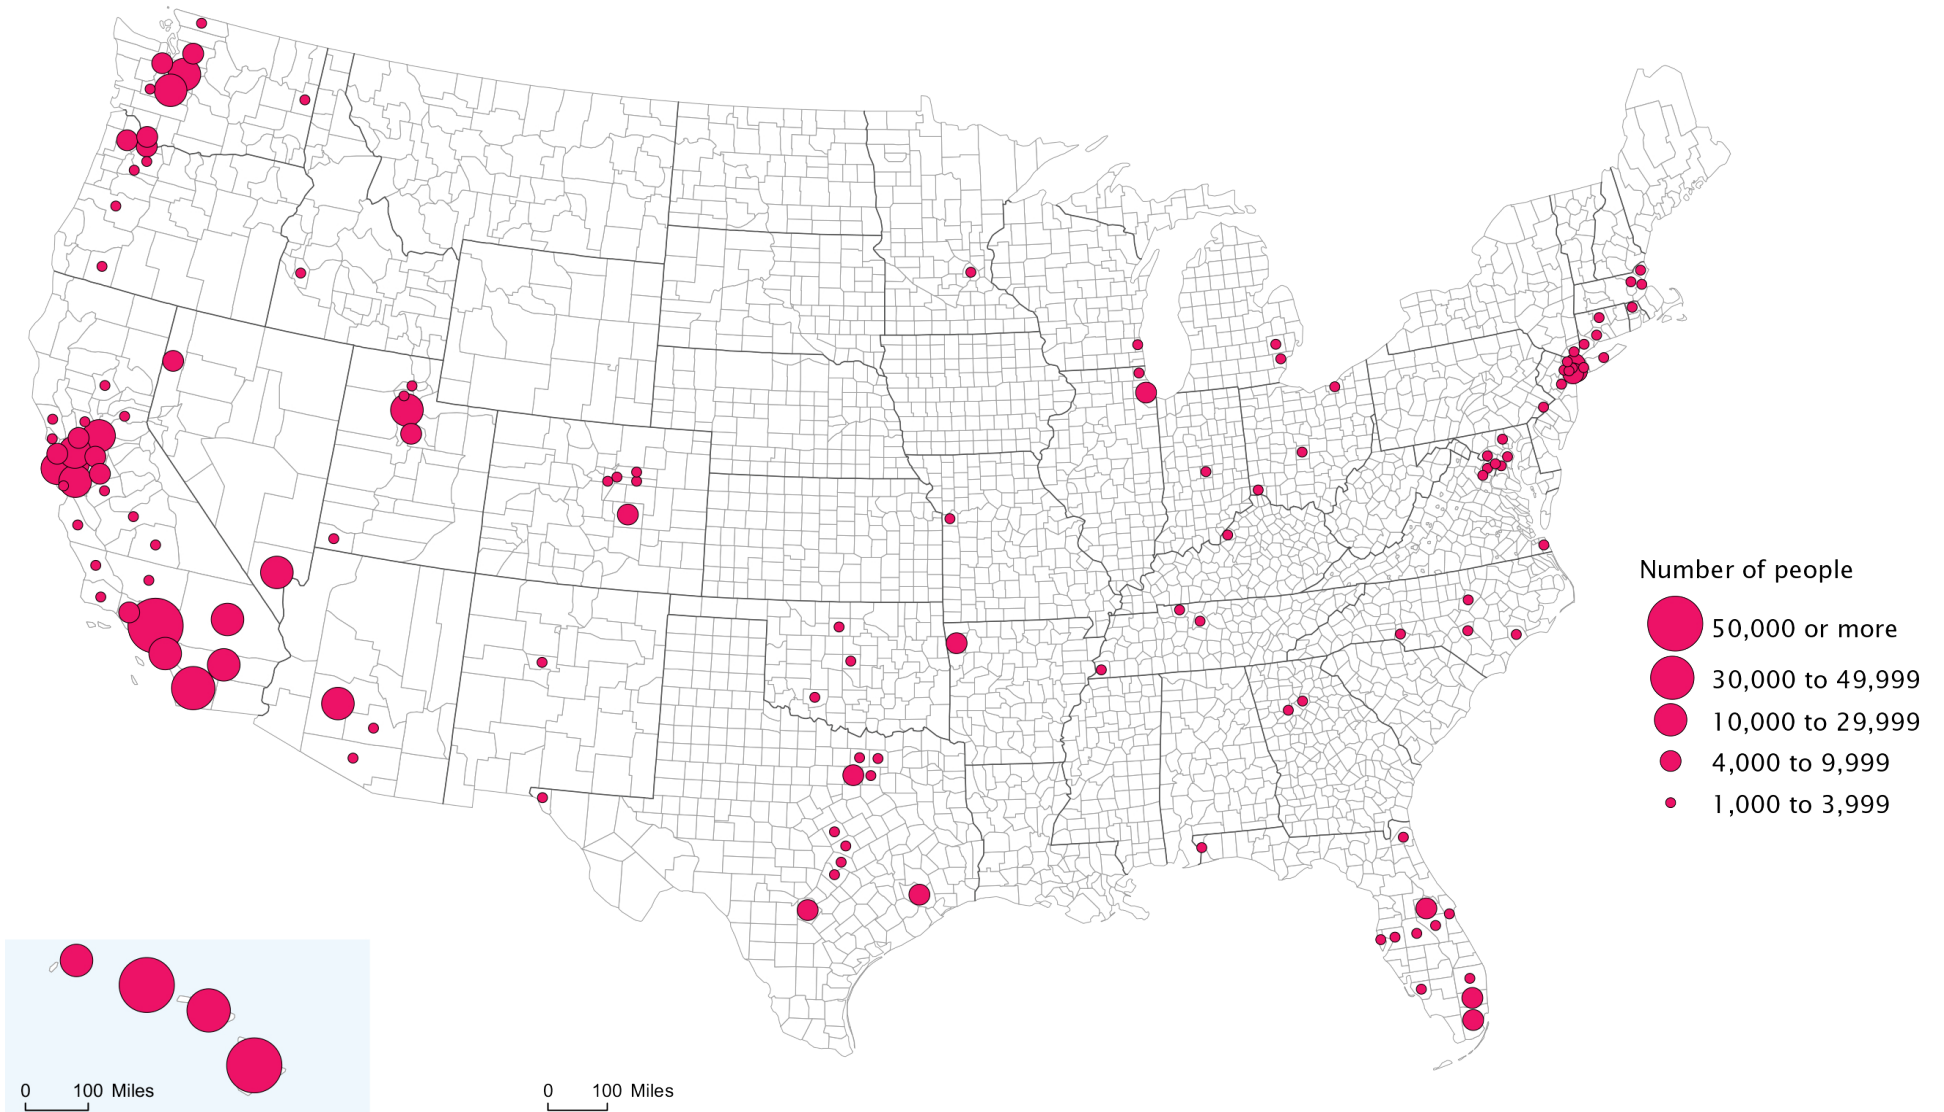 Number of people
50,000 or more
30,000 to 49,999
10,000 to 29,999
4,000 to 9,999
1,000 to 3,999
0 100 Miles
0 100 Miles